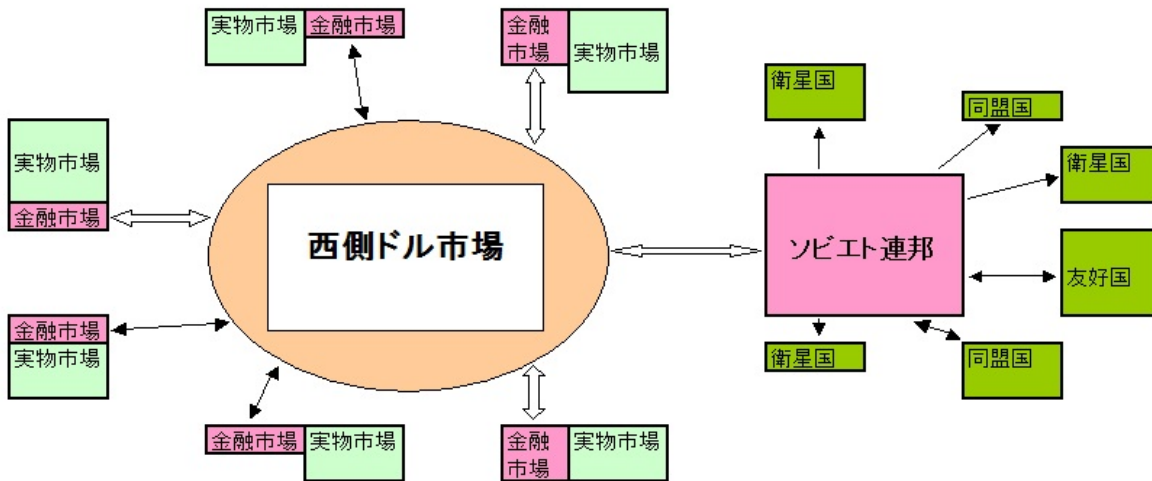 実物市場
金融市場
金融
市場
実物市場
衛星国
同盟国
実物市場
金融市場
衛星国
西側ドル市場
ソビエト連邦
友好国
金融市場
実物市場
衛星国
同盟国
金融市場
実物市場
金融
市場
実物市場